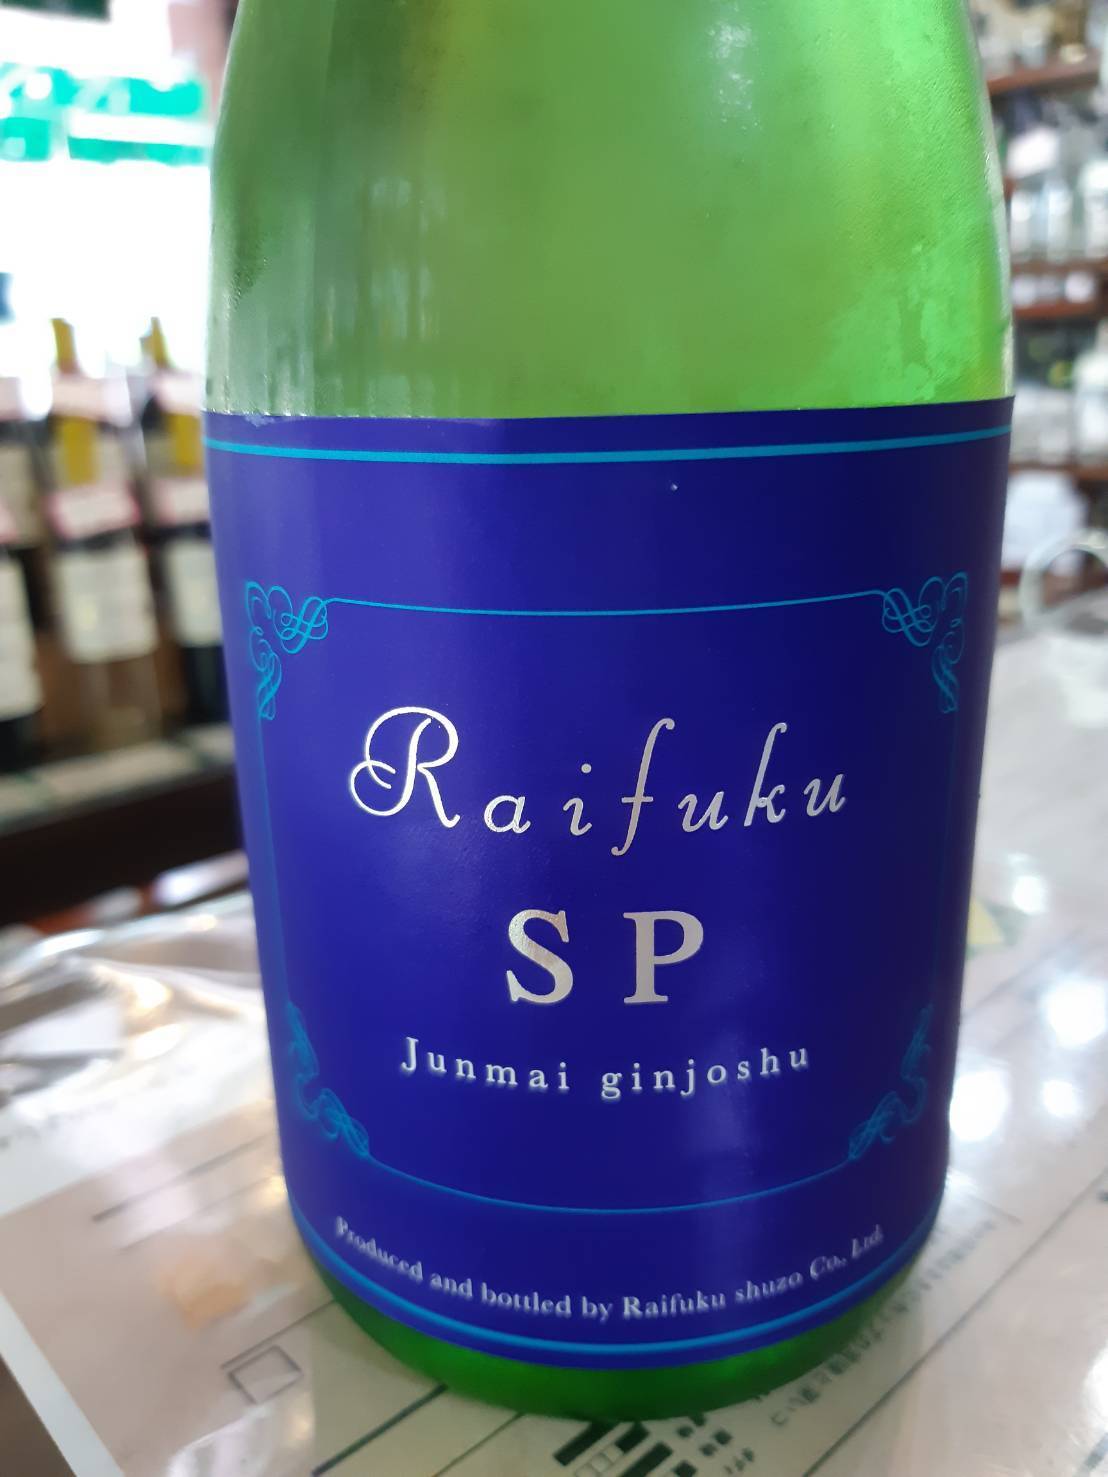 Raifuku
SP
Junmai ginjoshu
Produced and bottled by Raifuku shuzo Co., Ltd.